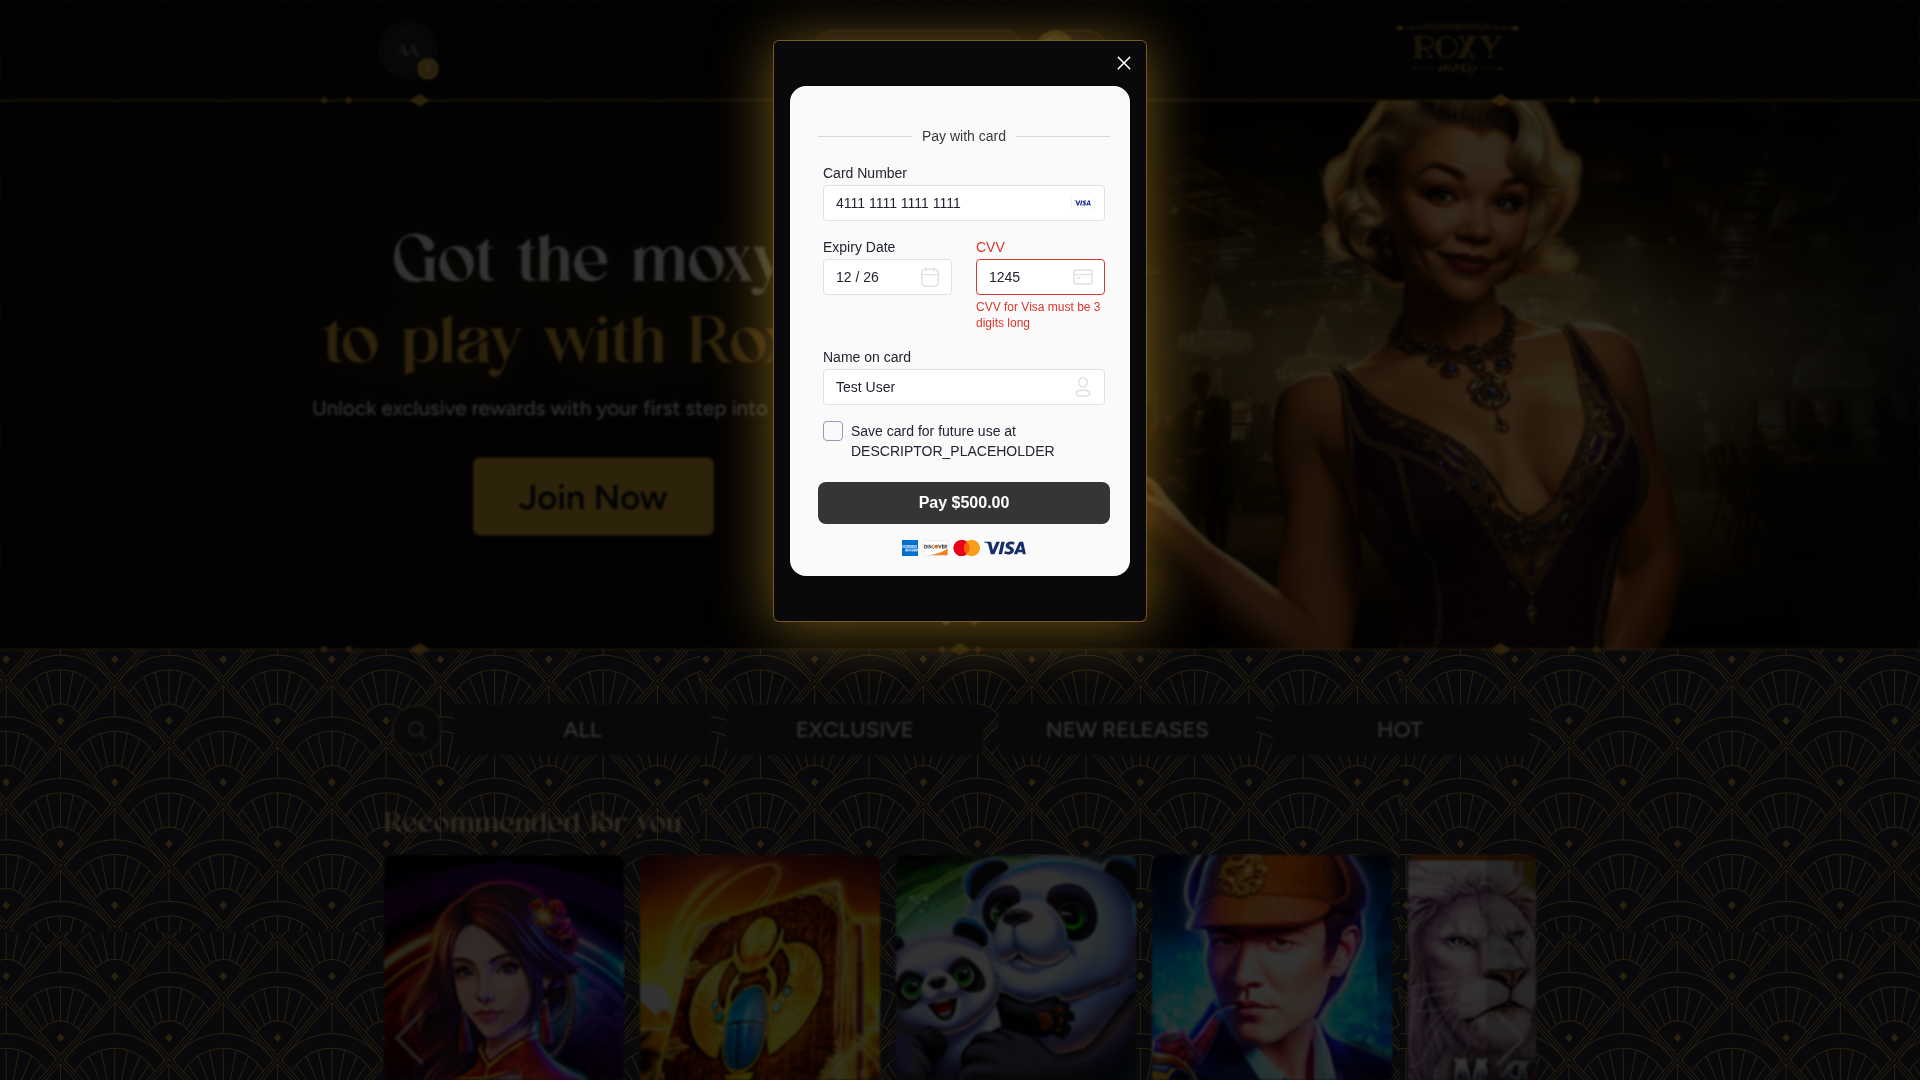 AA
ROXY
moxy
Pay with card
Card Number
4111 1111 1111 1111
VISA
Expiry Date
CVV
12 / 26
1245
CVV for Visa must be 3
digits long
Name on card
Test User
Save card for future use at
DESCRIPTOR_PLACEHOLDER
Pay $500.00
DISCOVER
VISA
Got the moxy
to play with Rox
Unlock exclusive rewards with your first step into
Join Now
ALL
EXCLUSIVE
NEW RELEASES
HOT
Recommended for you